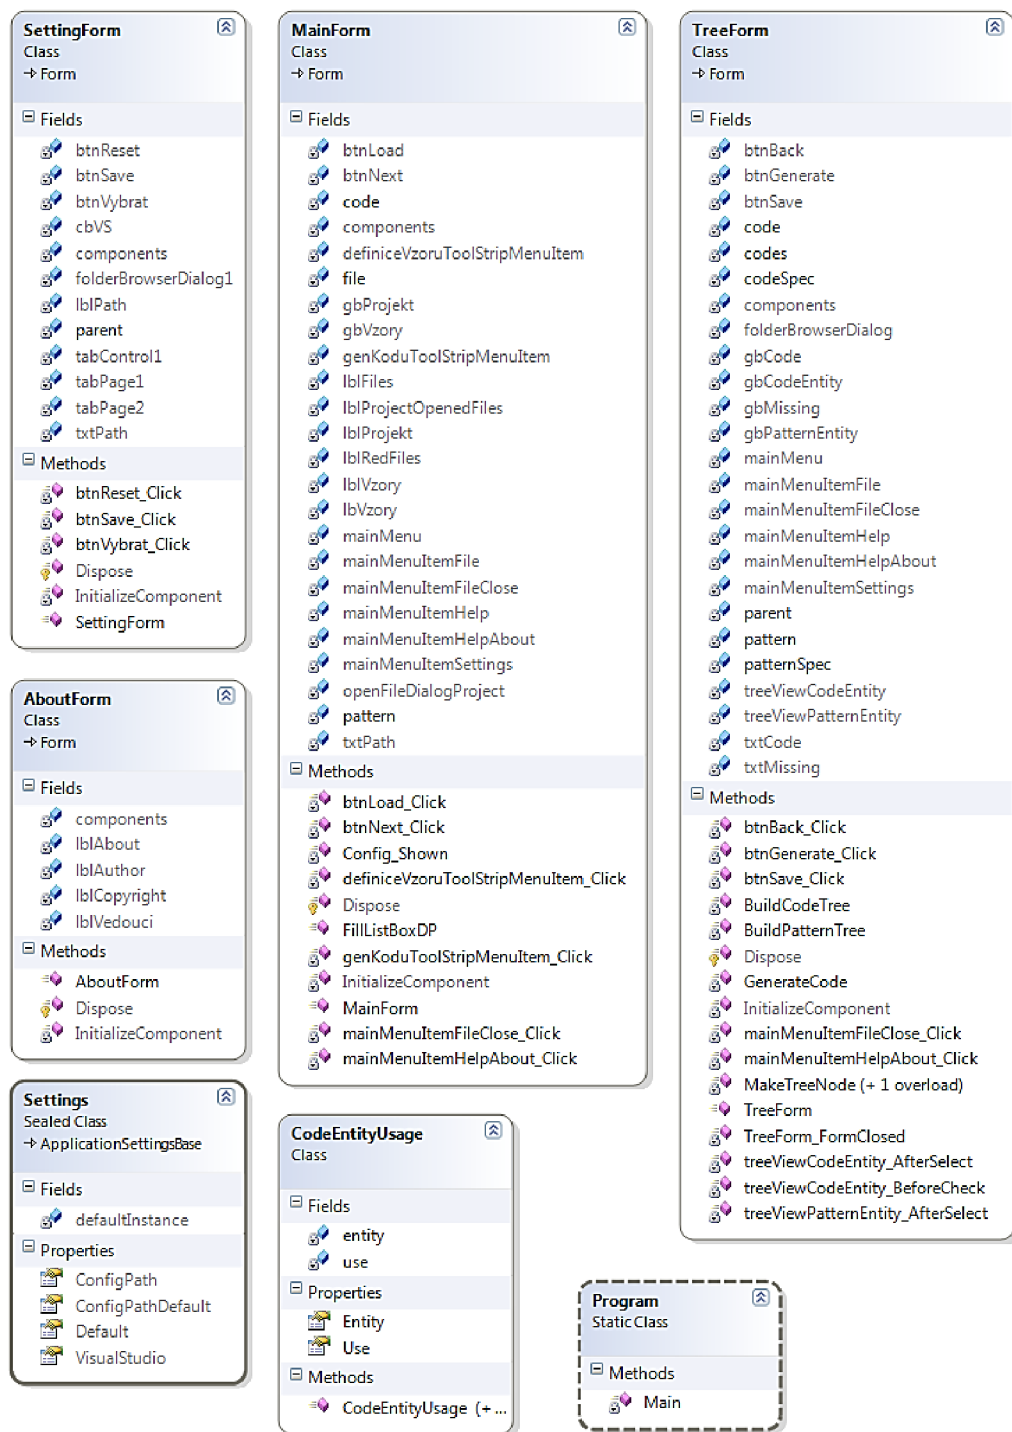 SettingForm
Class
Form
Fields
btnReset
btnSave
btnVybrat
cbVS
components
folderBrowserDialog1
lblPath
parent
tabControl1
tabPage1
tabPage2
txtPath
Methods
btnReset_Click
btnSave_Click
btnVybrat_Click
Dispose
InitializeComponent
SettingForm
AboutForm
Class
Form
Fields
components
lblAbout
lblAuthor
lblCopyright
lblVedouci
Methods
AboutForm
Dispose
InitializeComponent
Settings
Sealed Class
ApplicationSettingsBase
Fields
defaultInstance
Properties
ConfigPath
ConfigPathDefault
Default
VisualStudio
MainForm
Class
Form
Fields
btnLoad
btnNext
code
components
definiceVzoruToolStripMenuItem
file
gbProjekt
gbVzory
genKoduToolStripMenuItem
lblFiles
lblProjectOpenedFiles
lblProjekt
lblRedFiles
lblVzory
lbVzory
mainMenu
mainMenuItemFile
mainMenuItemFileClose
mainMenuItemHelp
mainMenuItemHelpAbout
mainMenuItemSettings
openFileDialogProject
pattern
txtPath
Methods
btnLoad_Click
btnNext_Click
Config_Shown
definiceVzoruToolStripMenuItem_Click
Dispose
FillListBoxDP
genKoduToolStripMenuItem_Click
InitializeComponent
MainForm
mainMenuItemFileClose_Click
mainMenuItemHelpAbout_Click
CodeEntityUsage
Class
Fields
entity
use
Properties
Entity
Use
Methods
CodeEntityUsage (+ ...
TreeForm
Class
Form
Fields
btnBack
btnGenerate
btnSave
code
codes
codeSpec
components
folderBrowserDialog
gbCode
gbCodeEntity
gbMissing
gbPatternEntity
mainMenu
mainMenuItemFile
mainMenuItemFileClose
mainMenuItemHelp
mainMenuItemHelpAbout
mainMenuItemSettings
parent
pattern
patternSpec
treeViewCodeEntity
treeViewPatternEntity
txtCode
txtMissing
Methods
btnBack_Click
btnGenerate_Click
btnSave_Click
BuildCodeTree
BuildPatternTree
Dispose
GenerateCode
InitializeComponent
mainMenuItemFileClose_Click
mainMenuItemHelpAbout_Click
MakeTreeNode (+ 1 overload)
TreeForm
TreeForm_FormClosed
treeViewCodeEntity_AfterSelect
treeViewCodeEntity_BeforeCheck
treeViewPatternEntity_AfterSelect
Program
Static Class
Methods
Main